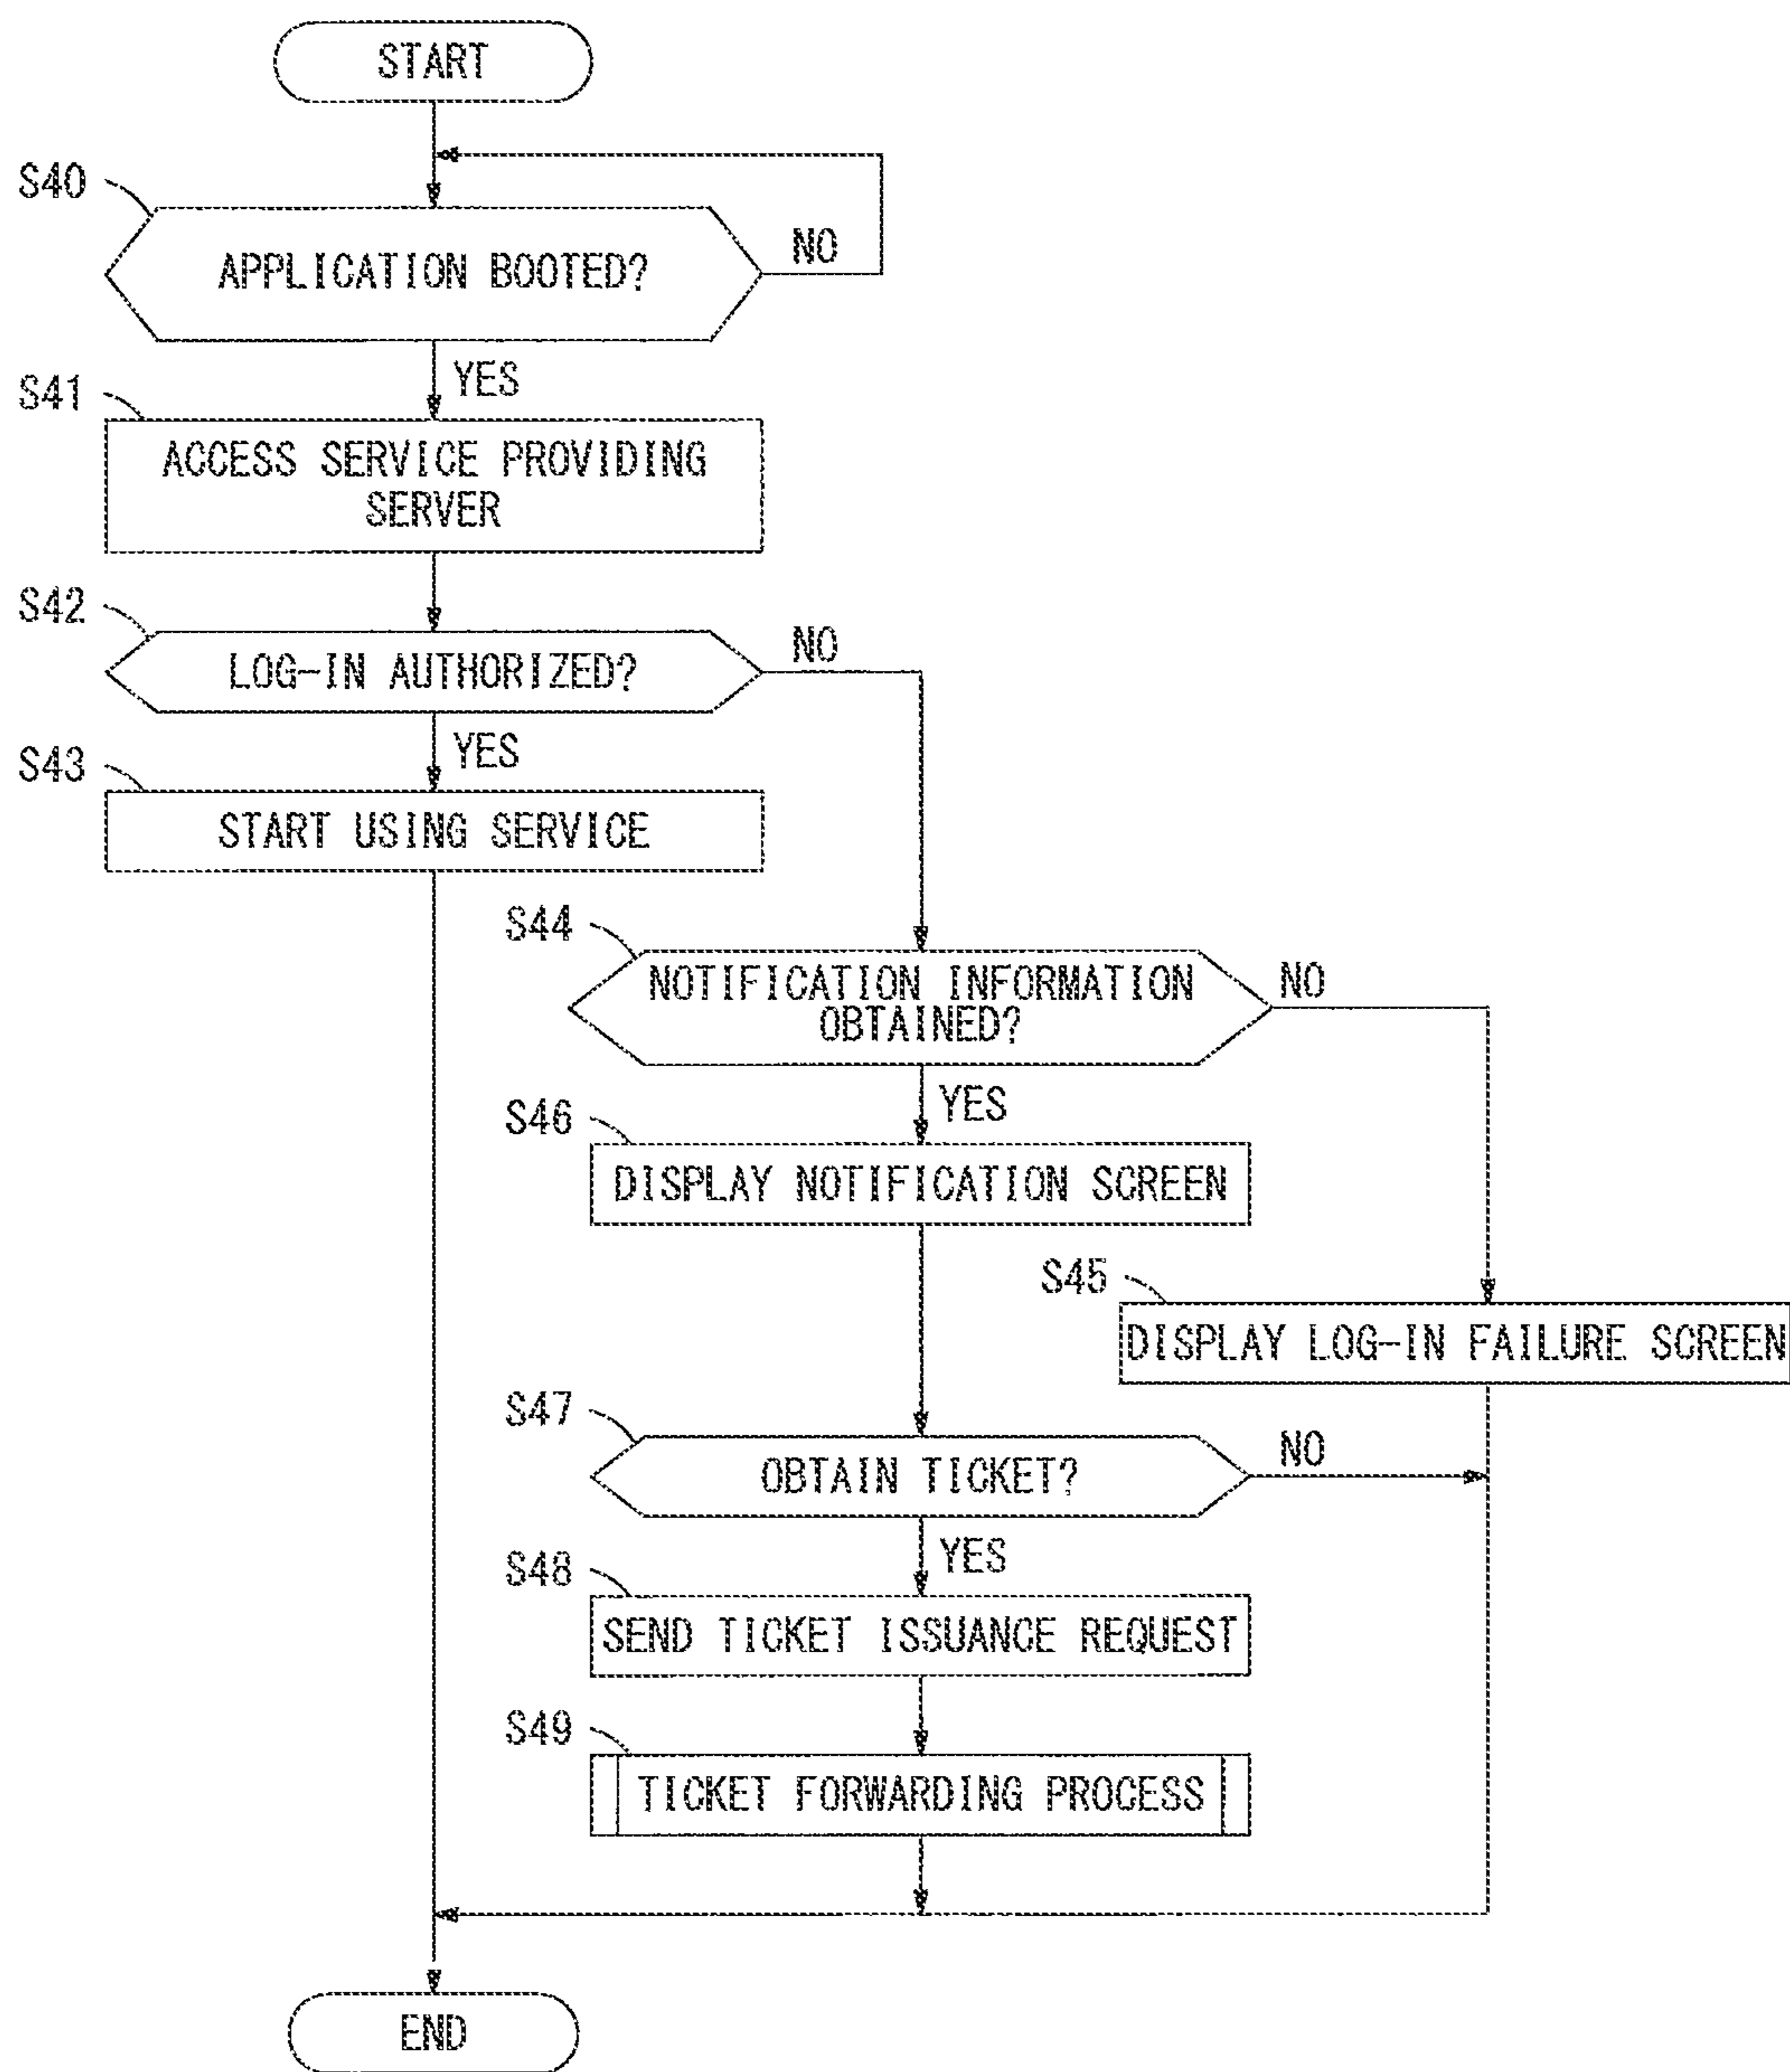 START
S40
APPLICATION BOOTED?
NO
YES
S41
ACCESS SERVICE PROVIDING
SERVER
S42
LOG-IN AUTHORIZED?
NO
YES
S43
START USING SERVICE
S44
NOTIFICATION INFORMATION
OBTAINED?
NO
YES
S46
DISPLAY NOTIFICATION SCREEN
S45
DISPLAY LOG-IN FAILURE SCREEN
S47
OBTAIN TICKET?
NO
YES
S48
SEND TICKET ISSUANCE REQUEST
S49
TICKET FORWARDING PROCESS
END